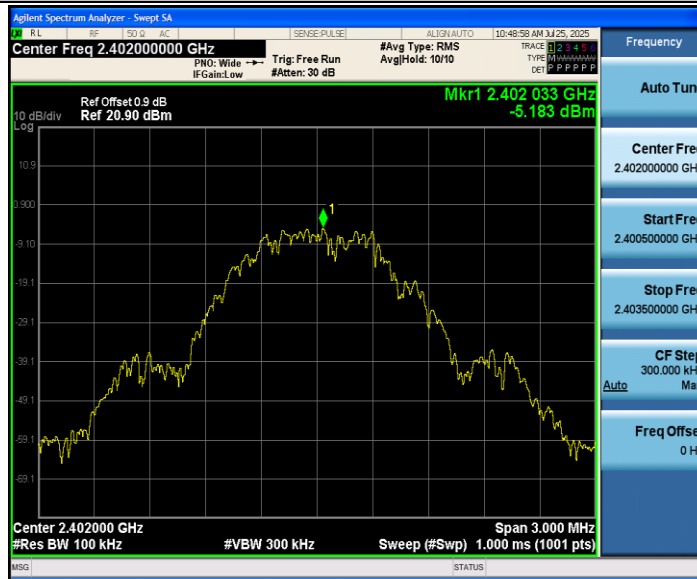 Agilent Spectrum Analyzer - Swept SA
RL RF 50 Ω AC SENSE:PULSE ALIGN AUTO 10:48:58 AM Jul 25, 2025
Center Freq 2.402000000 GHz
PNO: Wide
IFGain:Low
Trig: Free Run
#Atten: 30 dB
#Avg Type: RMS
Avg|Hold: 10/10
TRACE 1 2 3 4 5 6
TYPE M
DET P P P P P P
Ref Offset 0.9 dB
10 dB/div Ref 20.90 dBm
Log
Mkr1 2.402 033 GHz
-5.183 dBm
10.9
0.900
-9.10
-19.1
-29.1
-39.1
-49.1
-59.1
-69.1
1
Center 2.402000 GHz Span 3.000 MHz
#Res BW 100 kHz #VBW 300 kHz Sweep (#Swp) 1.000 ms (1001 pts)
MSG STATUS
Frequency
Auto Tun
Center Fre
2.402000000 GH
Start Fre
2.400500000 GH
Stop Fre
2.403500000 GH
CF Step
300.000 kH
Auto Ma
Freq Offse
0 H